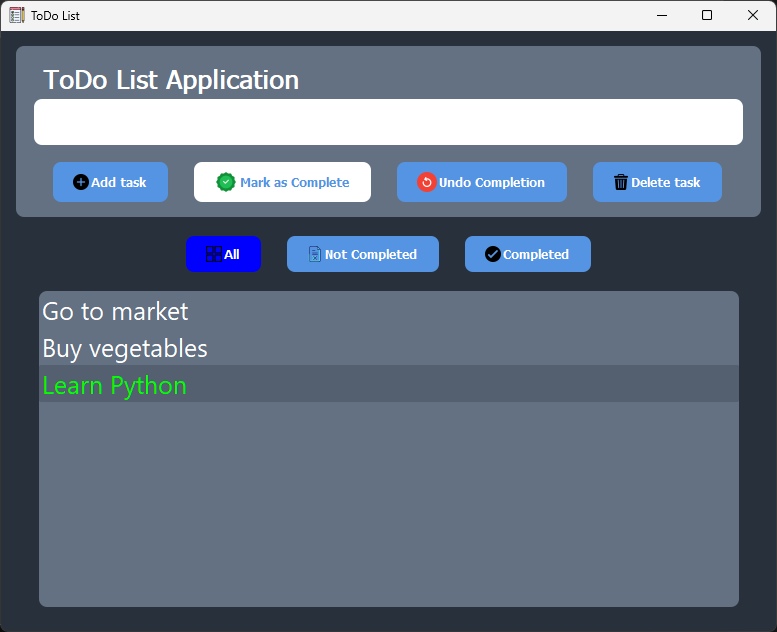 ToDo List
ToDo List Application
Add task Mark as Complete Undo Completion Delete task
All Not Completed Completed
Go to market
Buy vegetables
Learn Python